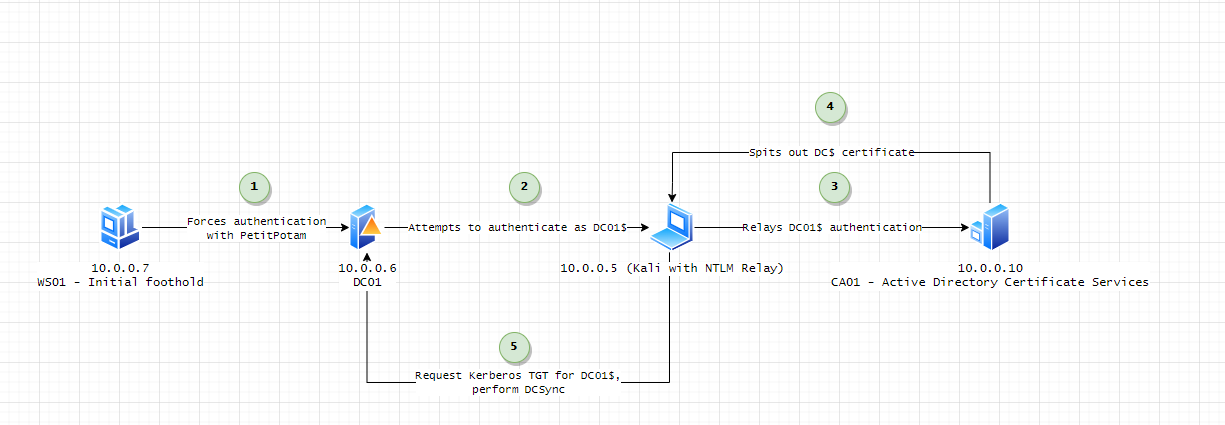 4
Spits out DC$ certificate
1
2
3
Forces authentication
with PetitPotam
Attempts to authenticate as DC01$
Relays DC01$ authentication
10.0.0.7
WS01 - Initial foothold
10.0.0.6
DC01
10.0.0.5 (Kali with NTLM Relay)
10.0.0.10
CA01 - Active Directory Certificate Services
5
Request Kerberos TGT for DC01$,
perform DCSync